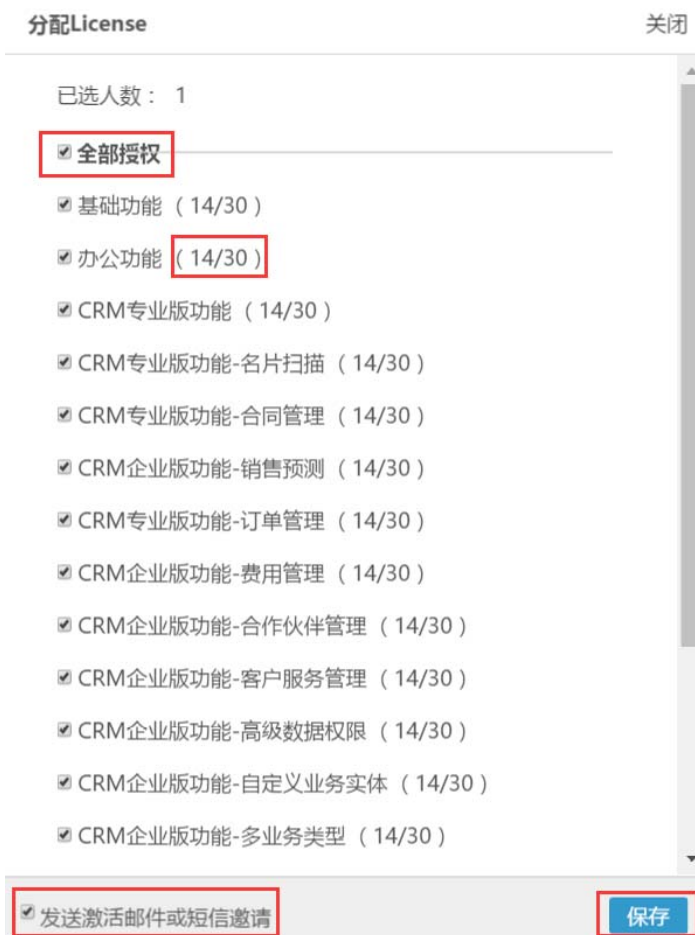 分配License 关闭
已选人数： 1
全部授权
基础功能 ( 14/30 )
办公功能 ( 14/30 )
CRM专业版功能 ( 14/30 )
CRM专业版功能-名片扫描 ( 14/30 )
CRM专业版功能-合同管理 ( 14/30 )
CRM企业版功能-销售预测 ( 14/30 )
CRM专业版功能-订单管理 ( 14/30 )
CRM企业版功能-费用管理 ( 14/30 )
CRM企业版功能-合作伙伴管理 ( 14/30 )
CRM企业版功能-客户服务管理 ( 14/30 )
CRM企业版功能-高级数据权限 ( 14/30 )
CRM企业版功能-自定义业务实体 ( 14/30 )
CRM企业版功能-多业务类型 ( 14/30 )
发送激活邮件或短信邀请 保存